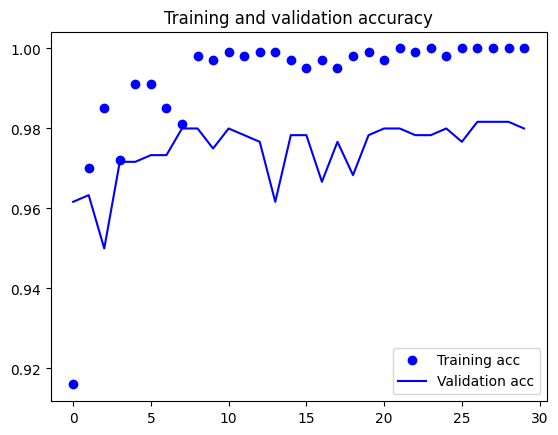 Training and validation accuracy
1.00
0.98
0.96
0.94
0.92
Training acc
Validation acc
0 5 10 15 20 25 30